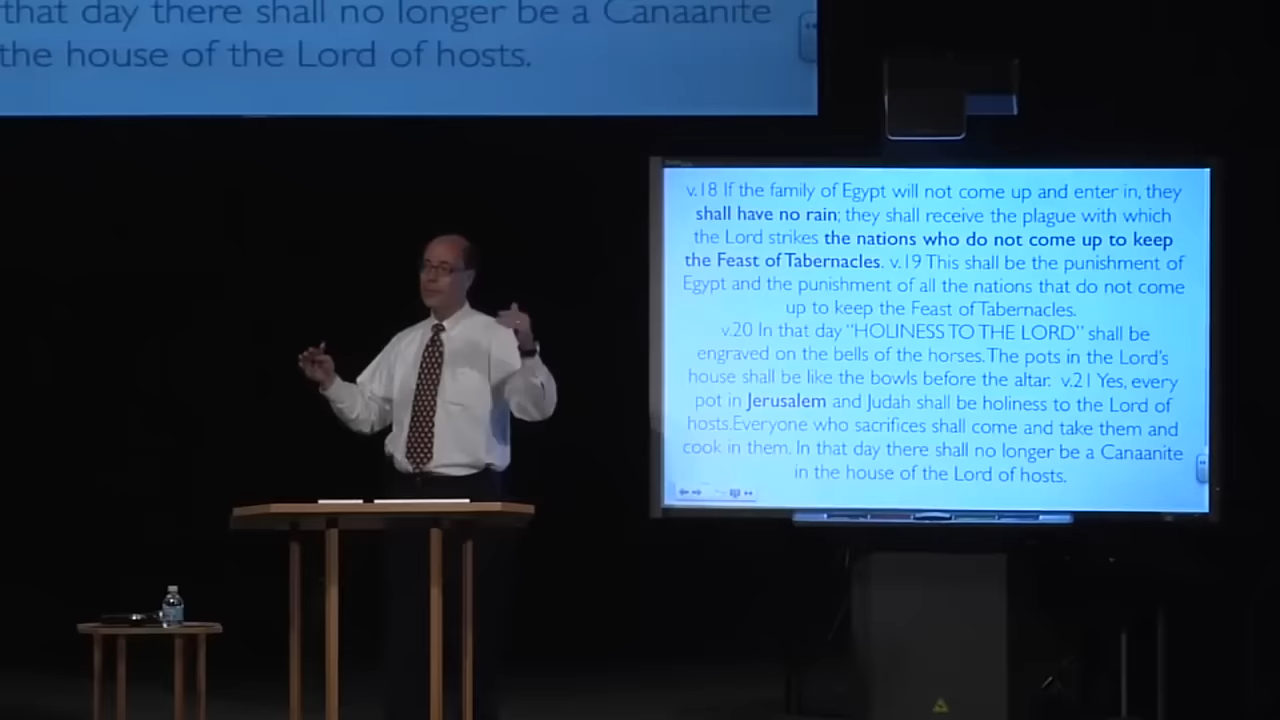 that day there shall no longer be a Canaanite
the house of the Lord of hosts.
v.18 If the family of Egypt will not come up and enter in, they
shall have no rain; they shall receive the plague with which
the Lord strikes the nations who do not come up to keep
the Feast of Tabernacles. v.19 This shall be the punishment of
Egypt and the punishment of all the nations that do not come
up to keep the Feast of Tabernacles.
v.20 In that day "HOLINESS TO THE LORD" shall be
engraved on the bells of the horses. The pots in the Lord's
house shall be like the bowls before the altar. v.21 Yes, every
pot in Jerusalem and Judah shall be holiness to the Lord of
hosts.Everyone who sacrifices shall come and take them and
cook in them. In that day there shall no longer be a Canaanite
in the house of the Lord of hosts.